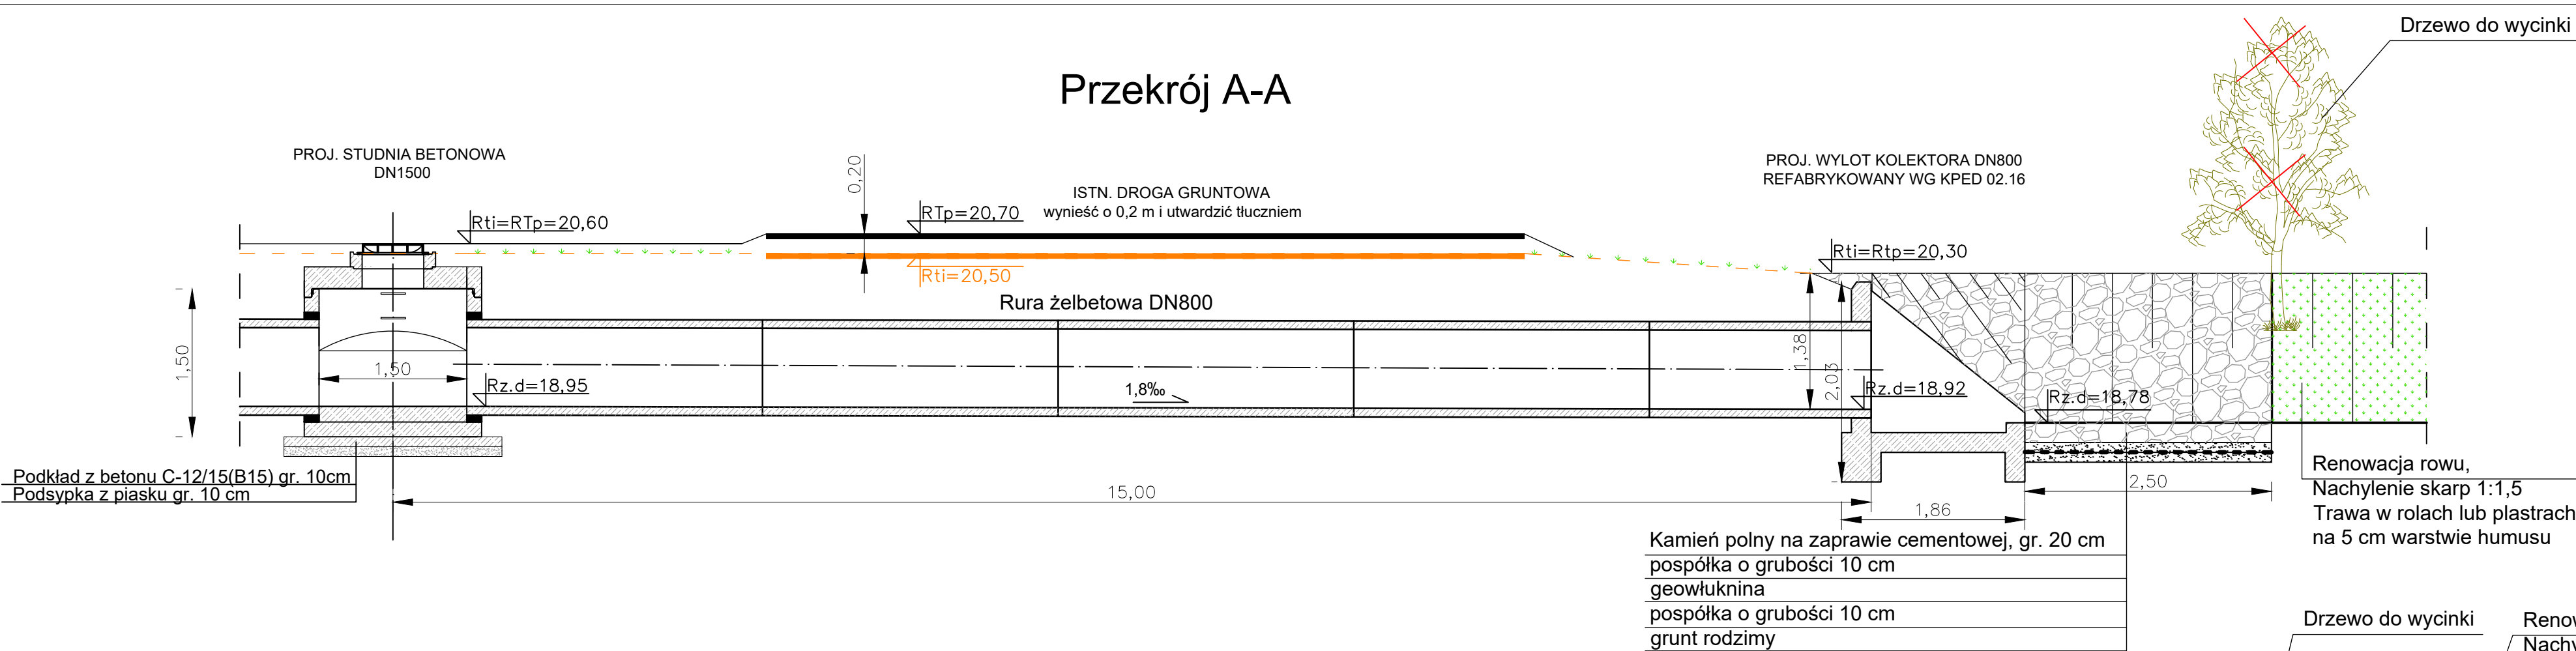 Drzewo do wycinki
Przekrój A-A
PROJ. STUDNIA BETONOWA
DN1500
0,20
ISTN. DROGA GRUNTOWA
wynieść o 0,2 m i utwardzić tłuczniem
PROJ. WYLOT KOLEKTORA DN800
REFABRYKOWANY WG KPED 02.16
Rti=RTp=20,60
RTp=20,70
Rti=20,50
Rti=Rtp=20,30
Rura żelbetowa DN800
1,50
1,50
Rz.d=18,95
1,8‰
1,38
2,03
Rz.d=18,92
Rz.d=18,78
Podkład z betonu C-12/15(B15) gr. 10cm
Podsypka z piasku gr. 10 cm
15,00
1,86
2,50
Renowacja rowu,
Nachylenie skarp 1:1,5
Trawa w rolach lub plastrach
na 5 cm warstwie humusu
Kamień polny na zaprawie cementowej, gr. 20 cm
pospółka o grubości 10 cm
geowłuknina
pospółka o grubości 10 cm
grunt rodzimy
Drzewo do wycinki